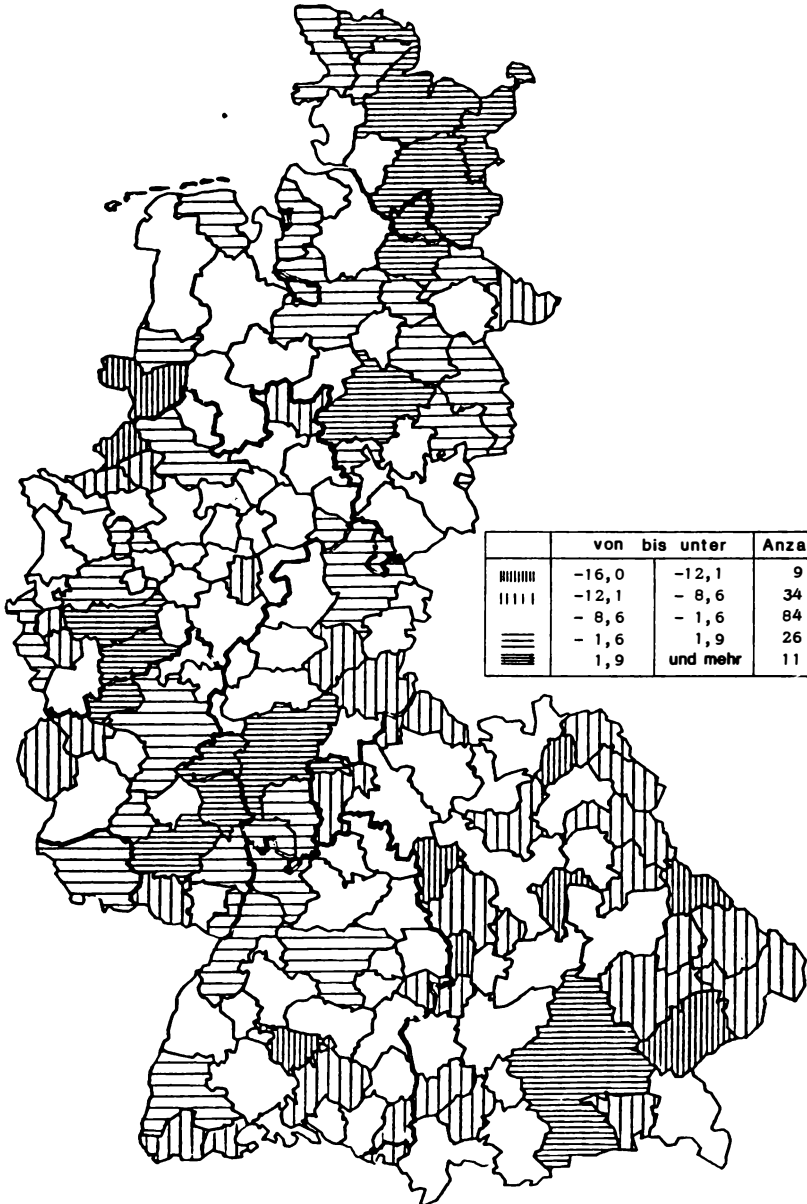 von bis unter Anza
-16,0 -12,1 9
-12,1 - 8,6 34
- 8,6 - 1,6 84
- 1,6 1,9 26
1,9 und mehr 11